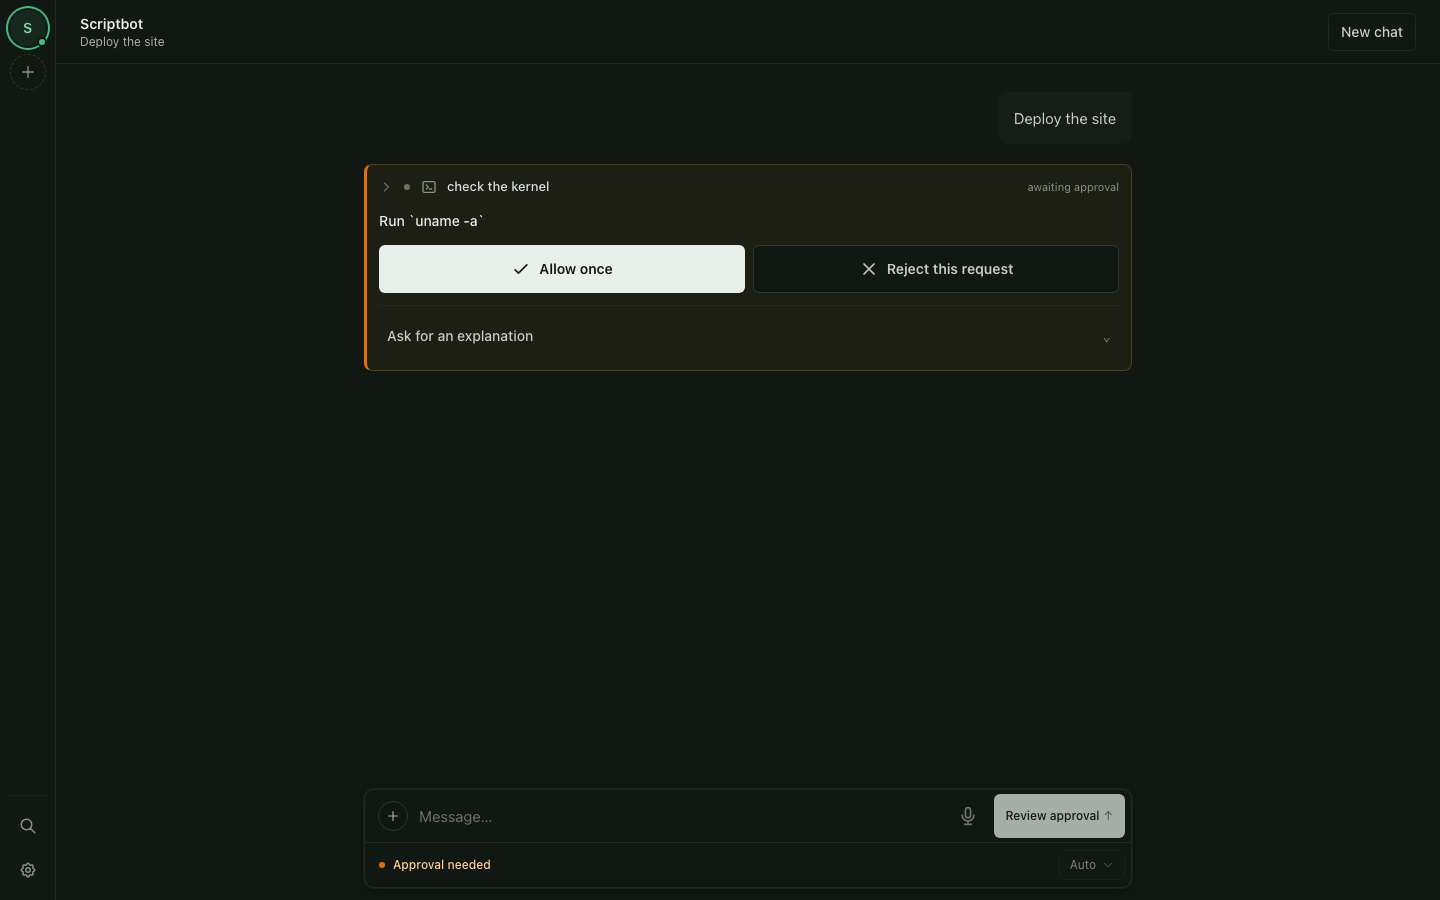 S
Scriptbot
Deploy the site
New chat
Deploy the site
check the kernel
awaiting approval
Run `uname -a`
Allow once
Reject this request
Ask for an explanation
Message...
Review approval ↑
Approval needed
Auto